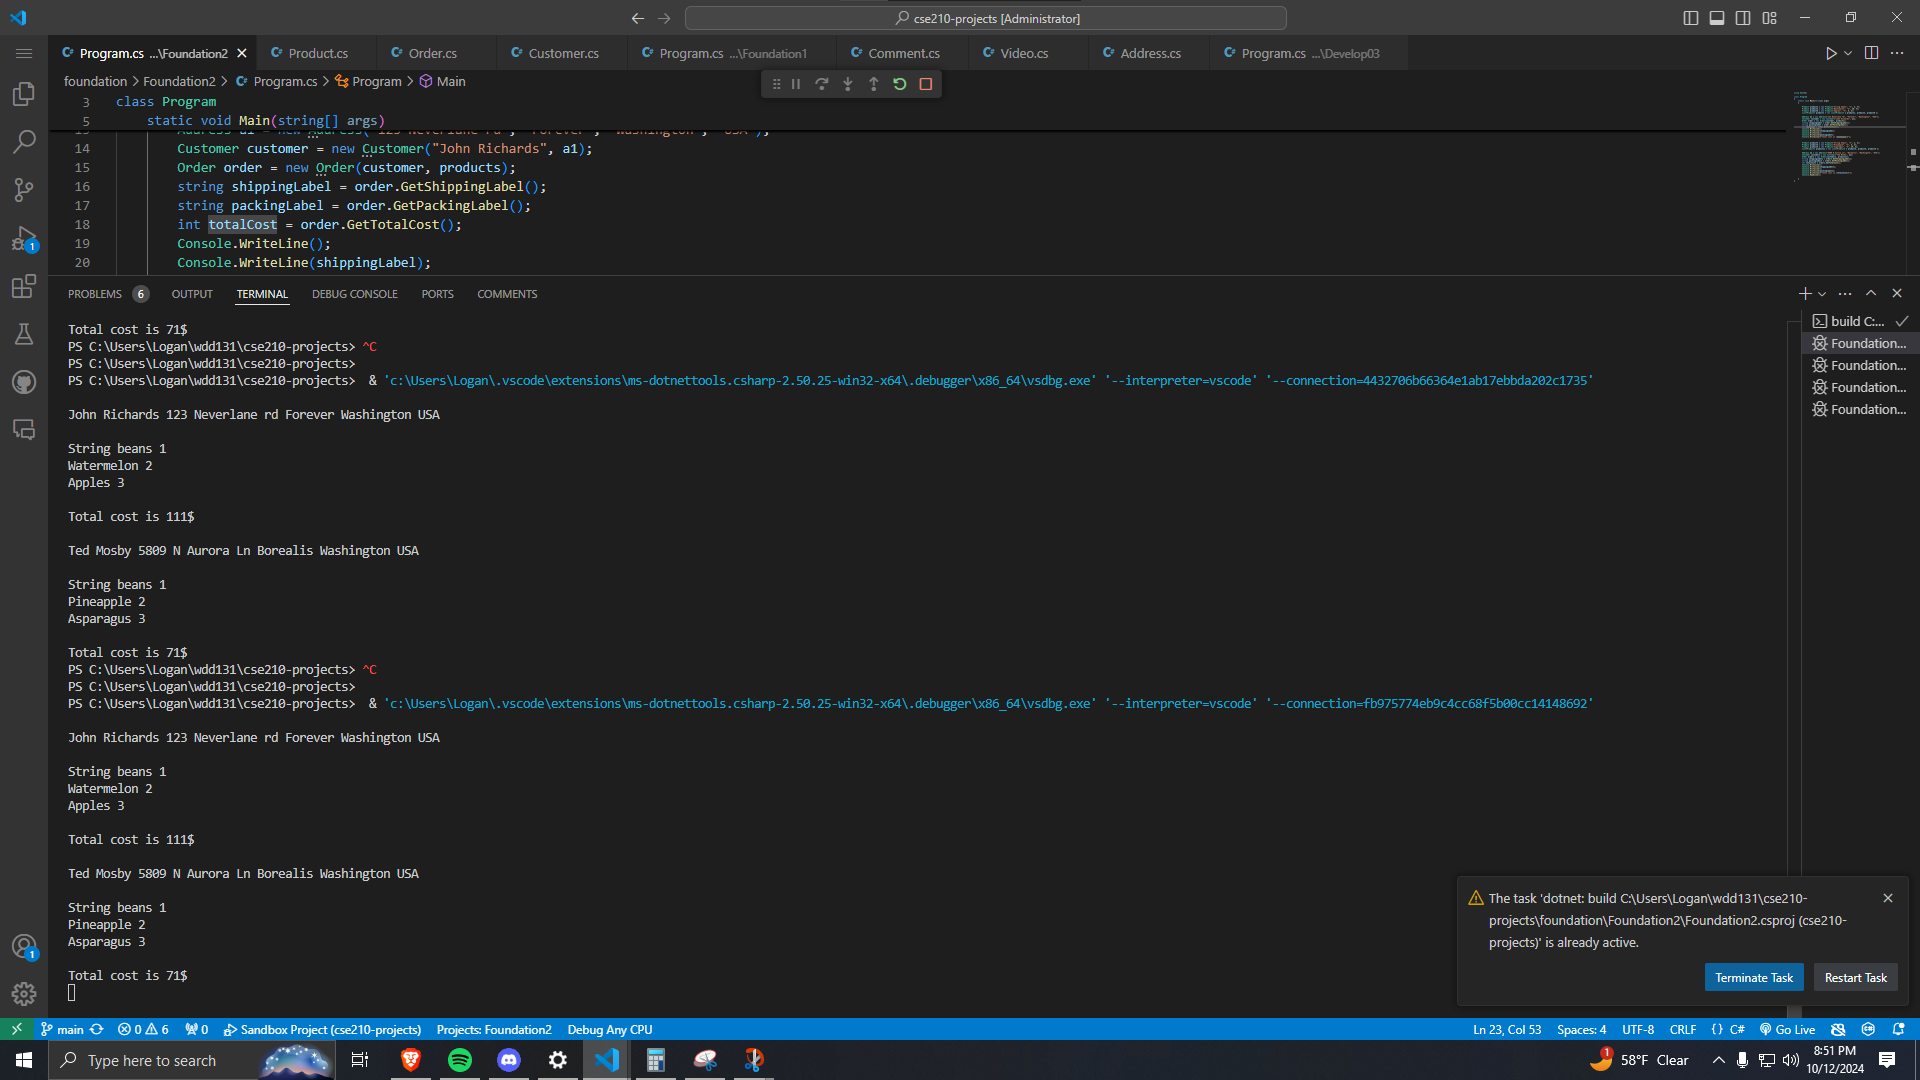 cse210-projects [Administrator]
Program.cs ...\Foundation2
Product.cs
Order.cs
Customer.cs
Program.cs ...\Foundation1
Comment.cs
Video.cs
Address.cs
Program.cs ...\Develop03
foundation > Foundation2 > Program.cs > Program > Main
3 class Program
5 static void Main(string[] args)
14 Customer customer = new Customer("John Richards", a1);
15 Order order = new Order(customer, products);
16 string shippingLabel = order.GetShippingLabel();
17 string packingLabel = order.GetPackingLabel();
18 int totalCost = order.GetTotalCost();
19 Console.WriteLine();
20 Console.WriteLine(shippingLabel);
PROBLEMS 6 OUTPUT TERMINAL DEBUG CONSOLE PORTS COMMENTS
Total cost is 71$
PS C:\Users\Logan\wdd131\cse210-projects> ^C
PS C:\Users\Logan\wdd131\cse210-projects>
PS C:\Users\Logan\wdd131\cse210-projects> & 'c:\Users\Logan\.vscode\extensions\ms-dotnettools.csharp-2.50.25-win32-x64\.debugger\x86_64\vsdbg.exe' '--interpreter=vscode' '--connection=4432706b66364e1ab17ebbda202c1735'
John Richards 123 Neverlane rd Forever Washington USA
String beans 1
Watermelon 2
Apples 3
Total cost is 111$
Ted Mosby 5809 N Aurora Ln Borealis Washington USA
String beans 1
Pineapple 2
Asparagus 3
Total cost is 71$
PS C:\Users\Logan\wdd131\cse210-projects> ^C
PS C:\Users\Logan\wdd131\cse210-projects>
PS C:\Users\Logan\wdd131\cse210-projects> & 'c:\Users\Logan\.vscode\extensions\ms-dotnettools.csharp-2.50.25-win32-x64\.debugger\x86_64\vsdbg.exe' '--interpreter=vscode' '--connection=fb975774eb9c4cc68f5b00cc14148692'
John Richards 123 Neverlane rd Forever Washington USA
String beans 1
Watermelon 2
Apples 3
Total cost is 111$
Ted Mosby 5809 N Aurora Ln Borealis Washington USA
String beans 1
Pineapple 2
Asparagus 3
Total cost is 71$
build C:...
Foundation...
Foundation...
Foundation...
Foundation...
1
1
The task 'dotnet: build C:\Users\Logan\wdd131\cse210-
projects\foundation\Foundation2\Foundation2.csproj (cse210-
projects)' is already active.
Terminate Task
Restart Task
main 0 6 0 Sandbox Project (cse210-projects) Projects: Foundation2 Debug Any CPU
Ln 23, Col 53 Spaces: 4 UTF-8 CRLF {} C# Go Live
Type here to search
1 58°F Clear
8:51 PM
10/12/2024